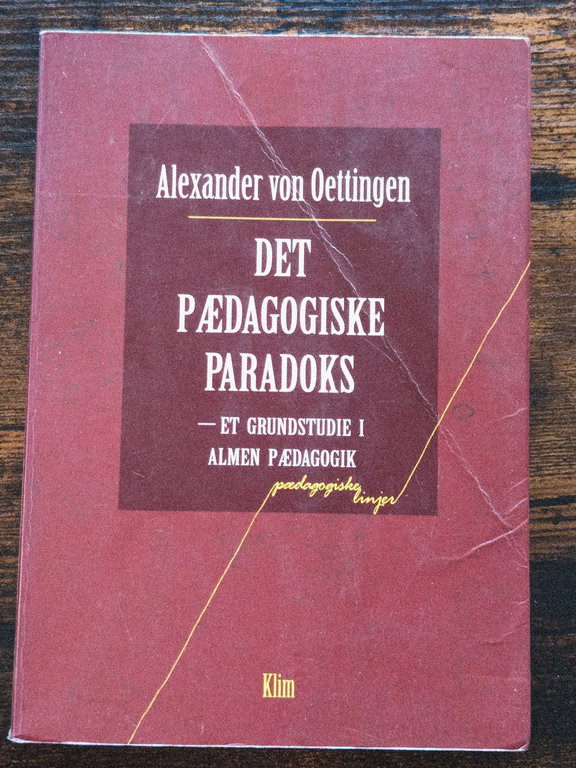 Alexander von Oettingen
DET
PÆDAGOGISKE
PARADOKS
— ET GRUNDSTUDIE I
ALMEN PÆDAGOGIK
pædagogiske
linjer
Klim